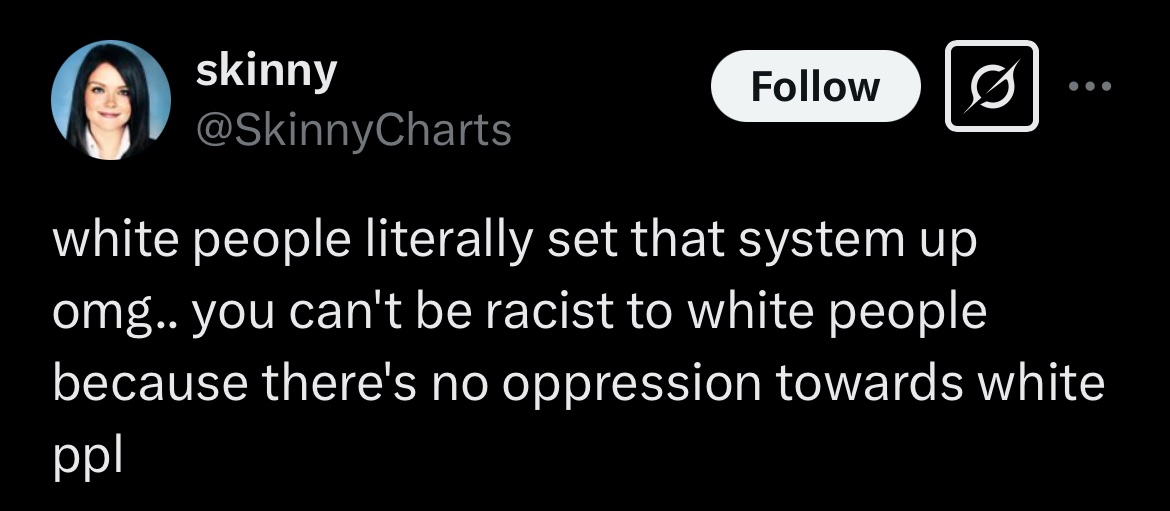 skinny
Follow
@SkinnyCharts
white people literally set that system up
omg.. you can't be racist to white people
because there's no oppression towards white
ppl